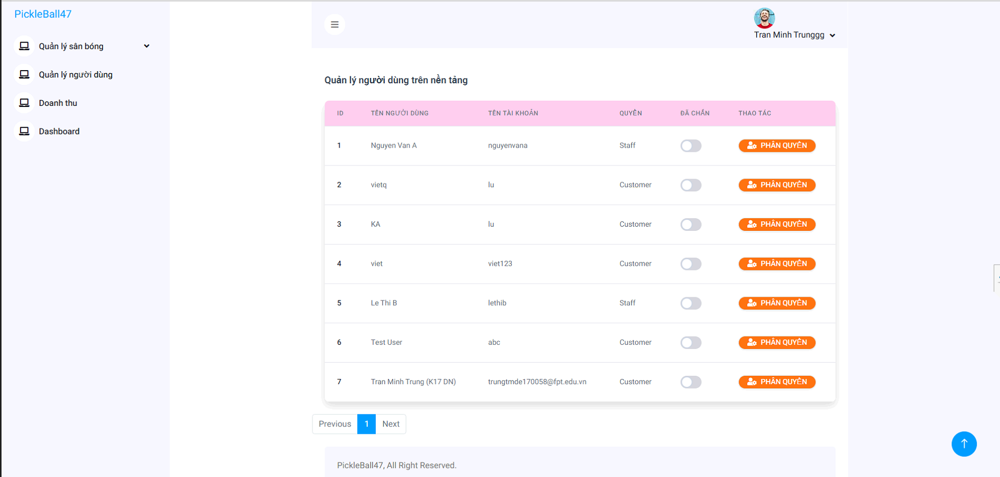 PickleBall47
Quản lý sân bóng
Quản lý người dùng
Doanh thu
Dashboard
Tran Minh Trunggg
Quản lý người dùng trên nền tảng
ID TÊN NGƯỜI DÙNG TÊN TÀI KHOẢN QUYỀN ĐÃ CHẶN THAO TÁC
1 Nguyen Van A nguyenvana Staff PHÂN QUYỀN
2 vietq lu Customer PHÂN QUYỀN
3 KA lu Customer PHÂN QUYỀN
4 viet viet123 Customer PHÂN QUYỀN
5 Le Thi B lethib Staff PHÂN QUYỀN
6 Test User abc Customer PHÂN QUYỀN
7 Tran Minh Trung (K17 DN) trungtmde170058@fpt.edu.vn Customer PHÂN QUYỀN
Previous 1 Next
PickleBall47, All Right Reserved.